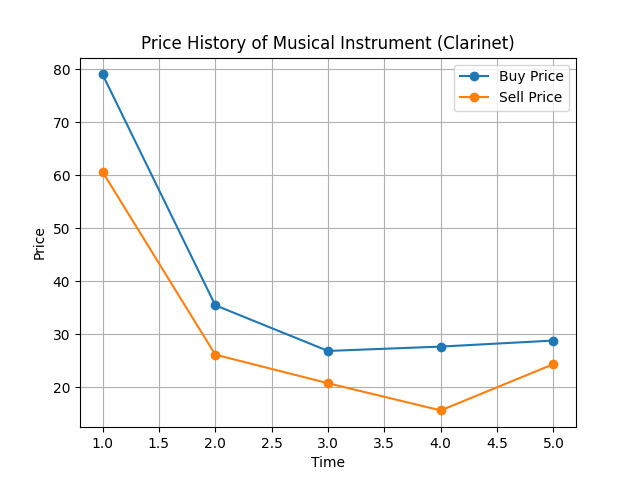 Price History of Musical Instrument (Clarinet)
Buy Price
Sell Price
80
70
60
50
40
30
20
Price
1.0 1.5 2.0 2.5 3.0 3.5 4.0 4.5 5.0
Time